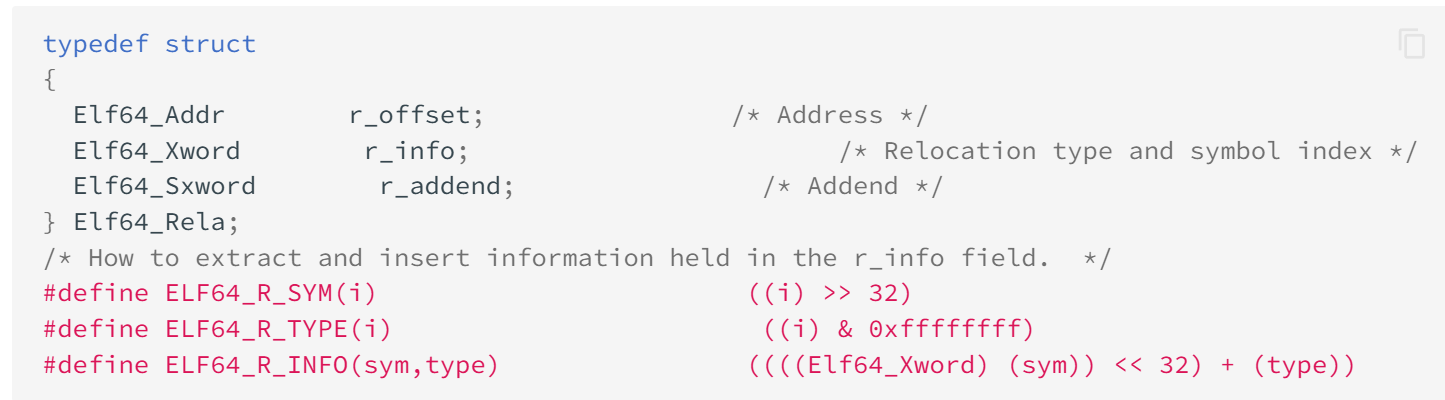 typedef struct
{
  Elf64_Addr        r_offset;                /* Address */
  Elf64_Xword        r_info;                        /* Relocation type and symbol index */
  Elf64_Sxword        r_addend;                /* Addend */
} Elf64_Rela;
/* How to extract and insert information held in the r_info field.  */
#define ELF64_R_SYM(i)                ((i) >> 32)
#define ELF64_R_TYPE(i)                ((i) & 0xffffffff)
#define ELF64_R_INFO(sym,type)                ((((Elf64_Xword) (sym)) << 32) + (type))